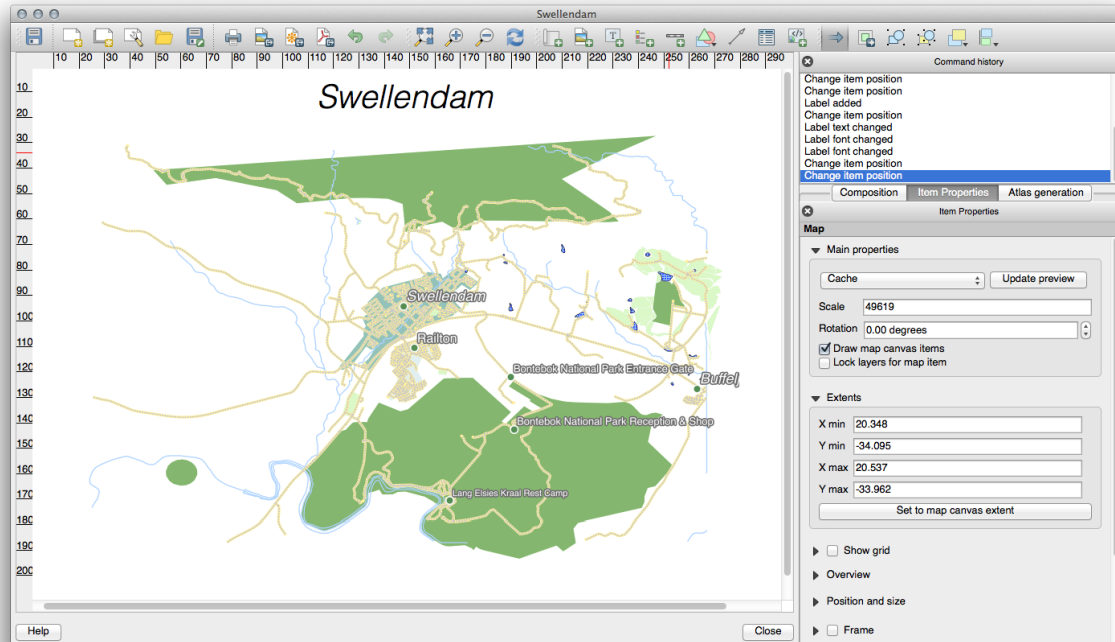 Swellendam
10 10 20 30 40 50 60 70 80 90 100 110 120 130 140 150 160 170 180 190 200 210 220 230 240 250 260 270 280 290
10
20
30
40
50
60
70
80
90
100
110
120
130
140
150
160
170
180
190
200
Swellendam
Swellendam
Railton
Bontebok National Park Entrance Gate
Buffel
Bontebok National Park Reception & Shop
Lang Elsies Kraal Rest Camp
Help
Close
Command history
Change item position
Change item position
Label added
Change item position
Label text changed
Label font changed
Label font changed
Change item position
Change item position
Composition Item Properties Atlas generation
Item Properties
Map
Main properties
Cache Update preview
Scale 49619
Rotation 0.00 degrees
Draw map canvas items
Lock layers for map item
Extents
X min 20.348
Y min -34.095
X max 20.537
Y max -33.962
Set to map canvas extent
Show grid
Overview
Position and size
Frame